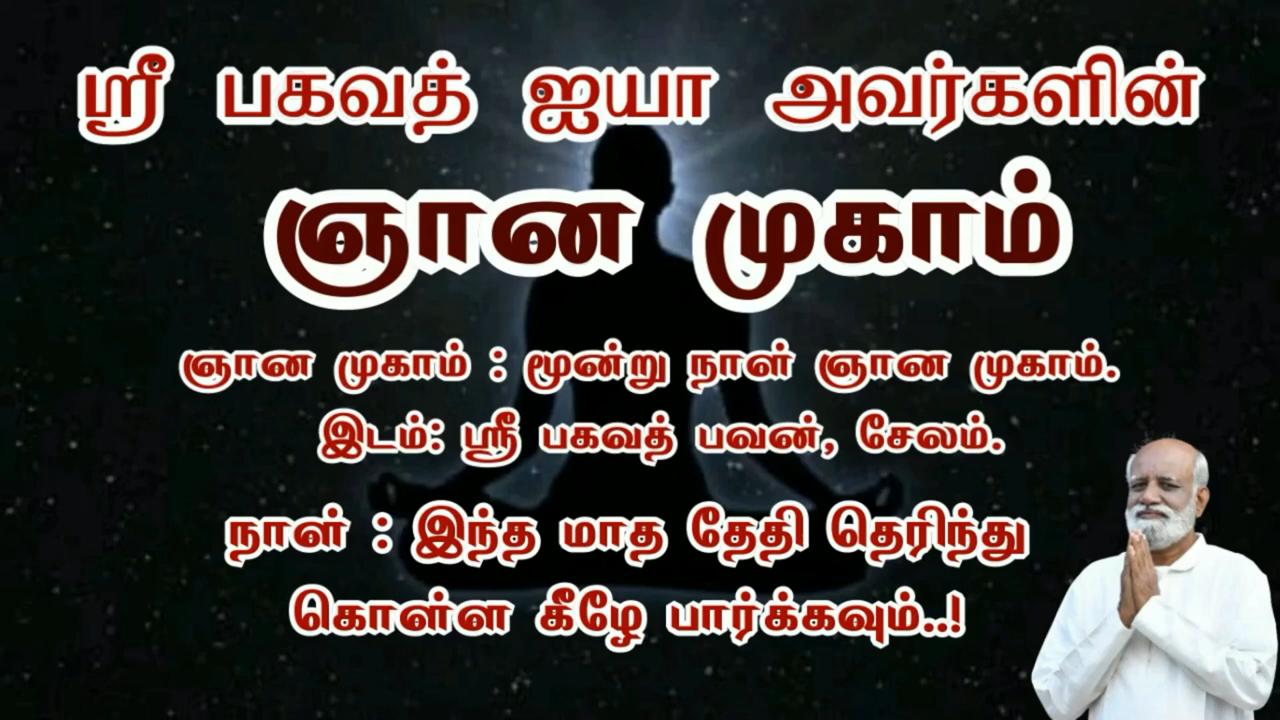 ஸ்ரீ பகவத் ஐயா அவர்களின்
ஞான முகாம்
ஞான முகாம் : மூன்று நாள் ஞான முகாம்.
இடம்: ஸ்ரீ பகவத் பவன், சேலம்.
நாள் : இந்த மாத தேதி தெரிந்து
கொள்ள கீழே பார்க்கவும்..!